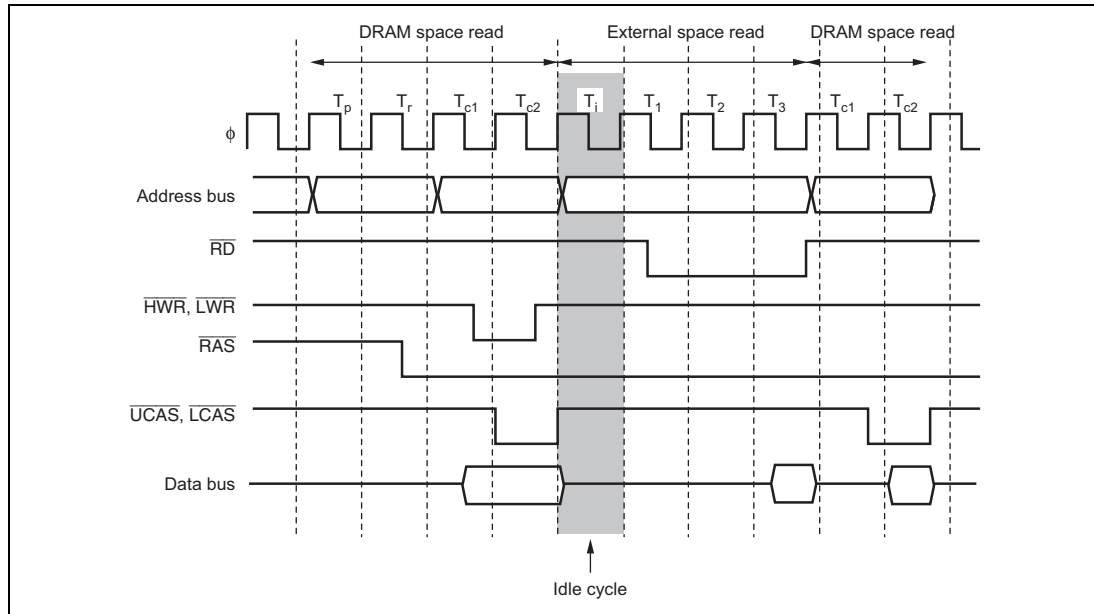 DRAM space read External space read DRAM space read
Tp Tr Tc1 Tc2 Ti T1 T2 T3 Tc1 Tc2
ϕ
Address bus
RD
HWR, LWR
RAS
UCAS, LCAS
Data bus
Idle cycle